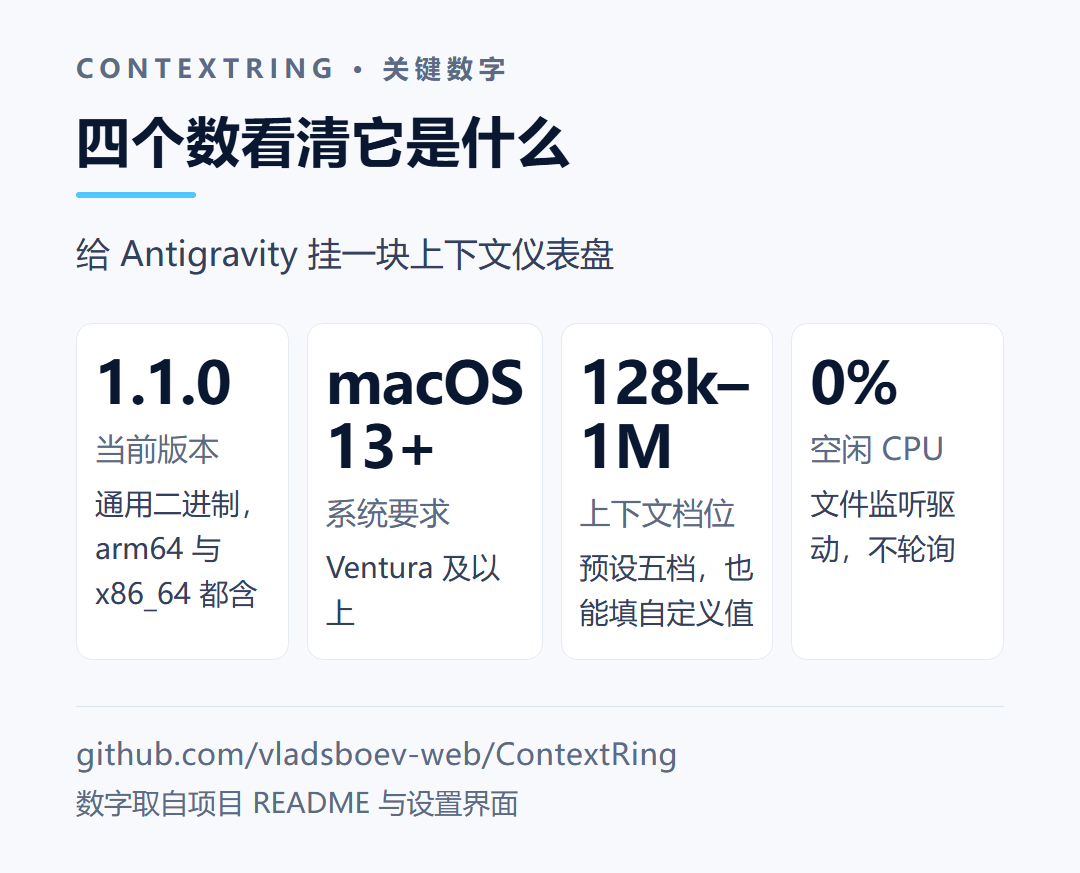 CONTEXTRING • 关键数字
四个数看清它是什么
给 Antigravity 挂一块上下文仪表盘
1.1.0
当前版本
通用二进制，
arm64 与
x86_64 都含
macOS
13+
系统要求
Ventura 及以
上
128k–
1M
上下文档位
预设五档，也
能填自定义值
0%
空闲 CPU
文件监听驱
动，不轮询
github.com/vladsboev-web/ContextRing
数字取自项目 README 与设置界面